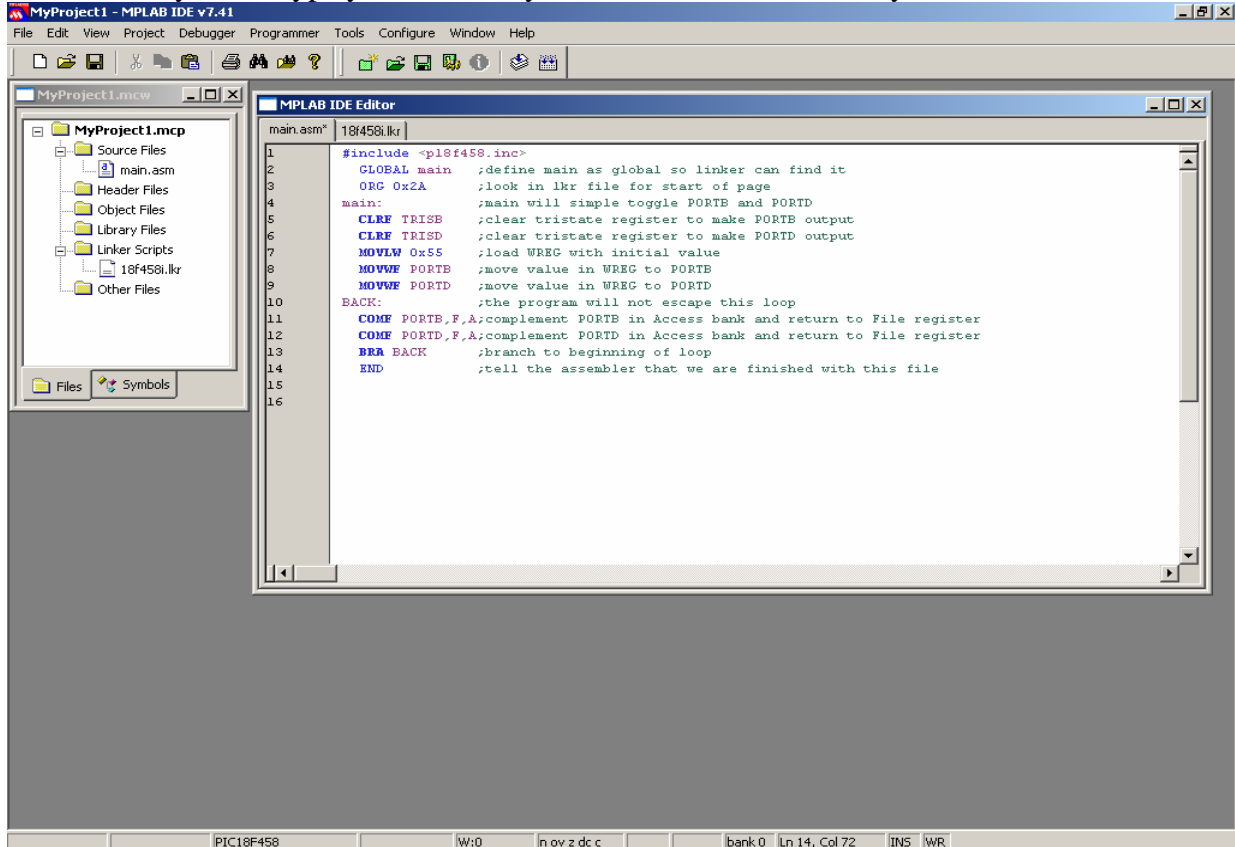 MyProject1 - MPLAB IDE v7.41
File Edit View Project Debugger Programmer Tools Configure Window Help
MyProject1.mcw
MyProject1.mcp
Source Files
main.asm
Header Files
Object Files
Library Files
Linker Scripts
18f458i.lkr
Other Files
Files Symbols
MPLAB IDE Editor
main.asm* 18f458i.lkr
1 #include <p18f458.inc>
2 GLOBAL main ;define main as global so linker can find it
3 ORG 0x2A ;look in lkr file for start of page
4 main: ;main will simple toggle PORTB and PORTD
5 CLRF TRISB ;clear tristate register to make PORTB output
6 CLRF TRISD ;clear tristate register to make PORTD output
7 MOVLW 0x55 ;load WREG with initial value
8 MOVWF PORTB ;move value in WREG to PORTB
9 MOVWF PORTD ;move value in WREG to PORTD
10 BACK: ;the program will not escape this loop
11 COMF PORTB,F,A;complement PORTB in Access bank and return to File register
12 COMF PORTD,F,A;complement PORTD in Access bank and return to File register
13 BRA BACK ;branch to beginning of loop
14 END ;tell the assembler that we are finished with this file
15
16
PIC18F458 W:0 n ov z dc c bank 0 Ln 14, Col 72 INS WR